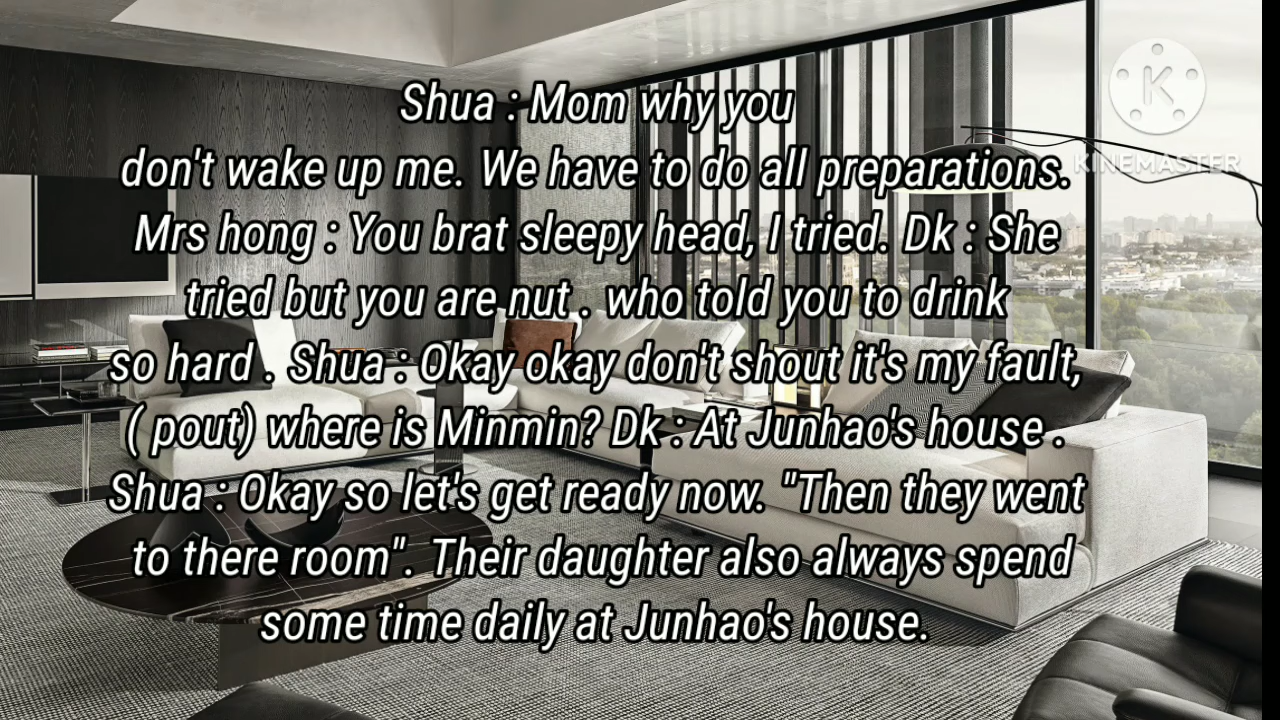 Shua : Mom why you
don't wake up me. We have to do all preparations.
Mrs hong : You brat sleepy head, I tried. Dk : She
tried but you are nut . who told you to drink
so hard . Shua : Okay okay don't shout it's my fault,
( pout) where is Minmin? Dk : At Junhao's house .
Shua : Okay so let's get ready now. "Then they went
to there room". Their daughter also always spend
some time daily at Junhao's house.
K
KINEMASTER